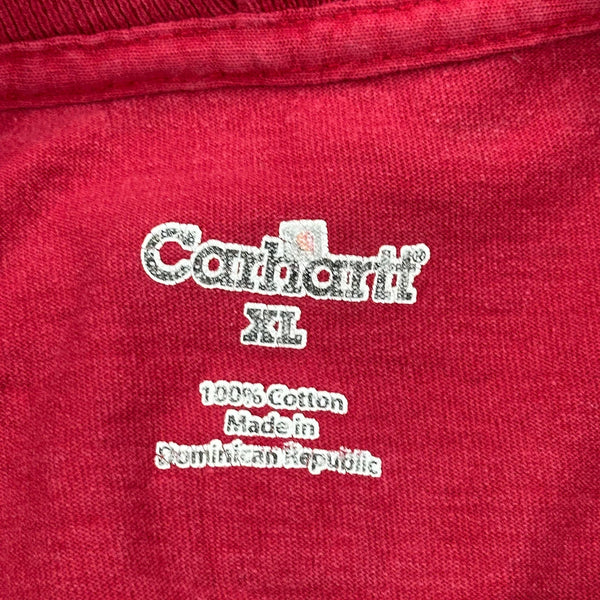 Carhartt®
XL
100% Cotton
Made in
Dominican Republic